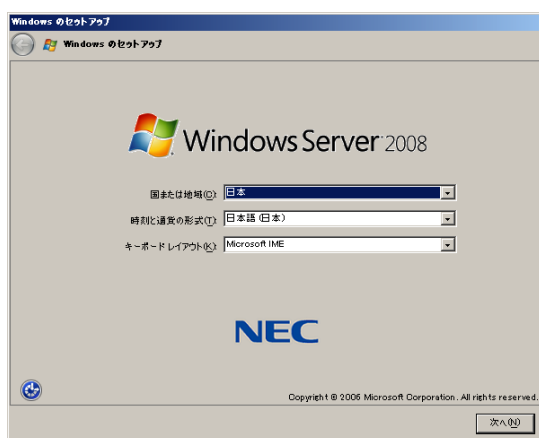 Windows のセットアップ
Windows のセットアップ
Windows Server 2008
国または地域(C): 日本
時刻と通貨の形式(T): 日本語 (日本)
キーボード レイアウト(K): Microsoft IME
NEC
Copyright © 2006 Microsoft Corporation. All rights reserved.
次へ(N)